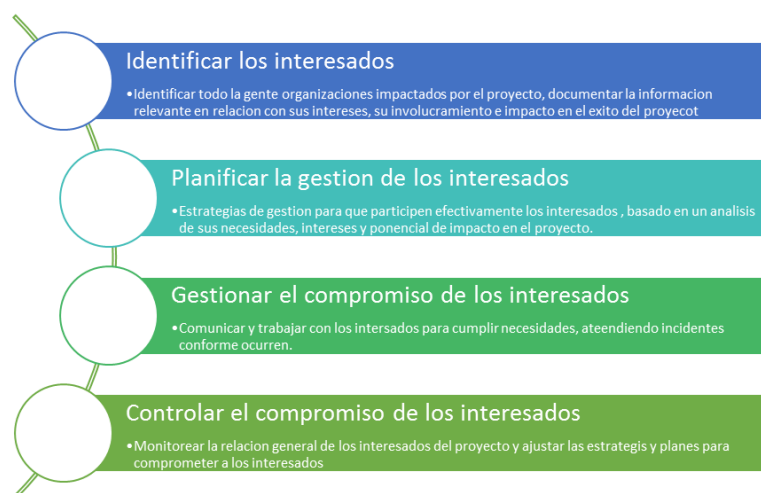 Identificar los interesados
•Identificar todo la gente organizaciones impactados por el proyecto, documentar la informacion
relevante en relacion con sus intereses, su involucramiento e impacto en el exito del proyecot
Planificar la gestion de los interesados
•Estrategias de gestion para que participen efectivamente los interesados , basado en un analisis
de sus necesidades, intereses y ponencial de impacto en el proyecto.
Gestionar el compromiso de los interesados
•Comunicar y trabajar con los intersados para cumplir necesidades, ateendiendo incidentes
conforme ocurren.
Controlar el compromiso de los interesados
•Monitorear la relacion general de los interesados del proyecto y ajustar las estrategis y planes para
comprometer a los interesados